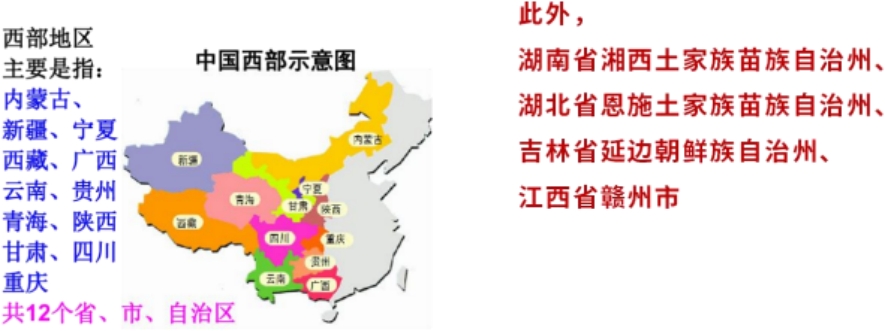 西部地区
主要是指：
内蒙古、
新疆、宁夏
西藏、广西
云南、贵州
青海、陕西
甘肃、四川
重庆
共12个省、市、自治区
中国西部示意图
内蒙古
新疆
宁夏
青海
甘肃
陕西
西藏
四川
重庆
贵州
云南
广西
此外，
湖南省湘西土家族苗族自治州、
湖北省恩施土家族苗族自治州、
吉林省延边朝鲜族自治州、
江西省赣州市